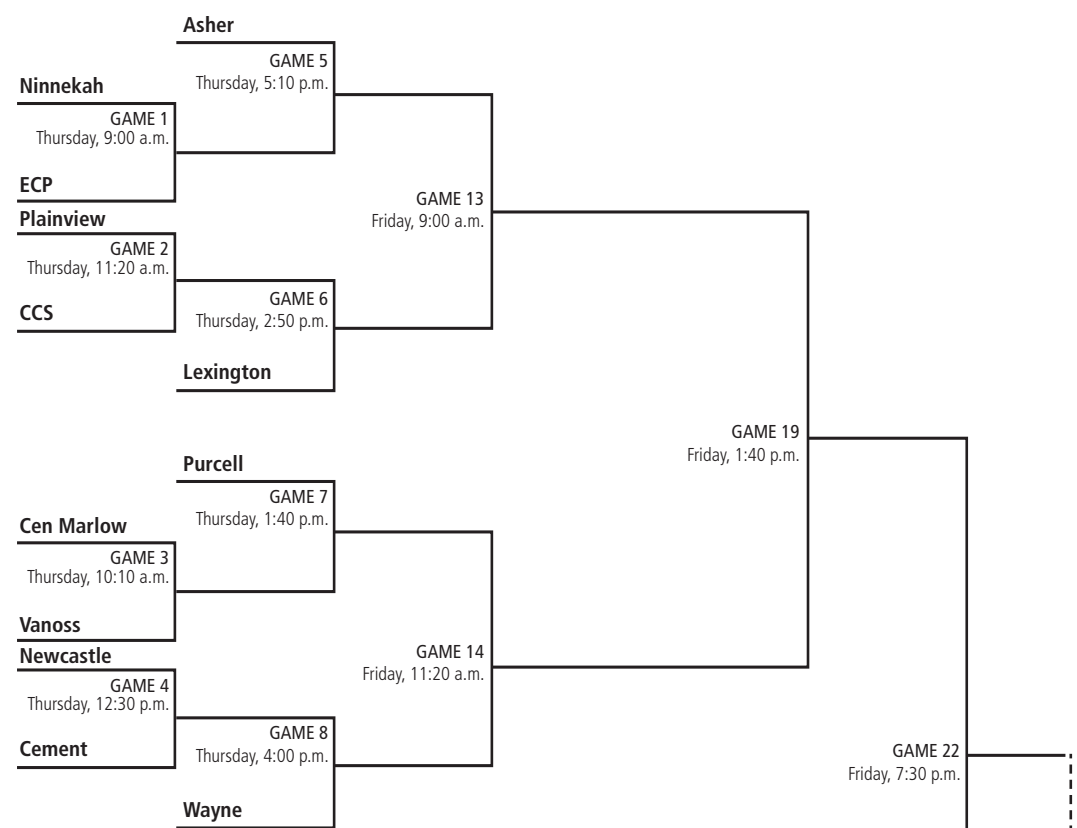 Asher
GAME 5
Thursday, 5:10 p.m.
Ninnekah
GAME 1
Thursday, 9:00 a.m.
ECP
Plainview
GAME 13
Friday, 9:00 a.m.
GAME 2
Thursday, 11:20 a.m.
CCS
GAME 6
Thursday, 2:50 p.m.
Lexington
GAME 19
Friday, 1:40 p.m.
Purcell
GAME 7
Thursday, 1:40 p.m.
Cen Marlow
GAME 3
Thursday, 10:10 a.m.
Vanoss
Newcastle
GAME 14
Friday, 11:20 a.m.
GAME 4
Thursday, 12:30 p.m.
Cement
GAME 8
Thursday, 4:00 p.m.
Wayne
GAME 22
Friday, 7:30 p.m.